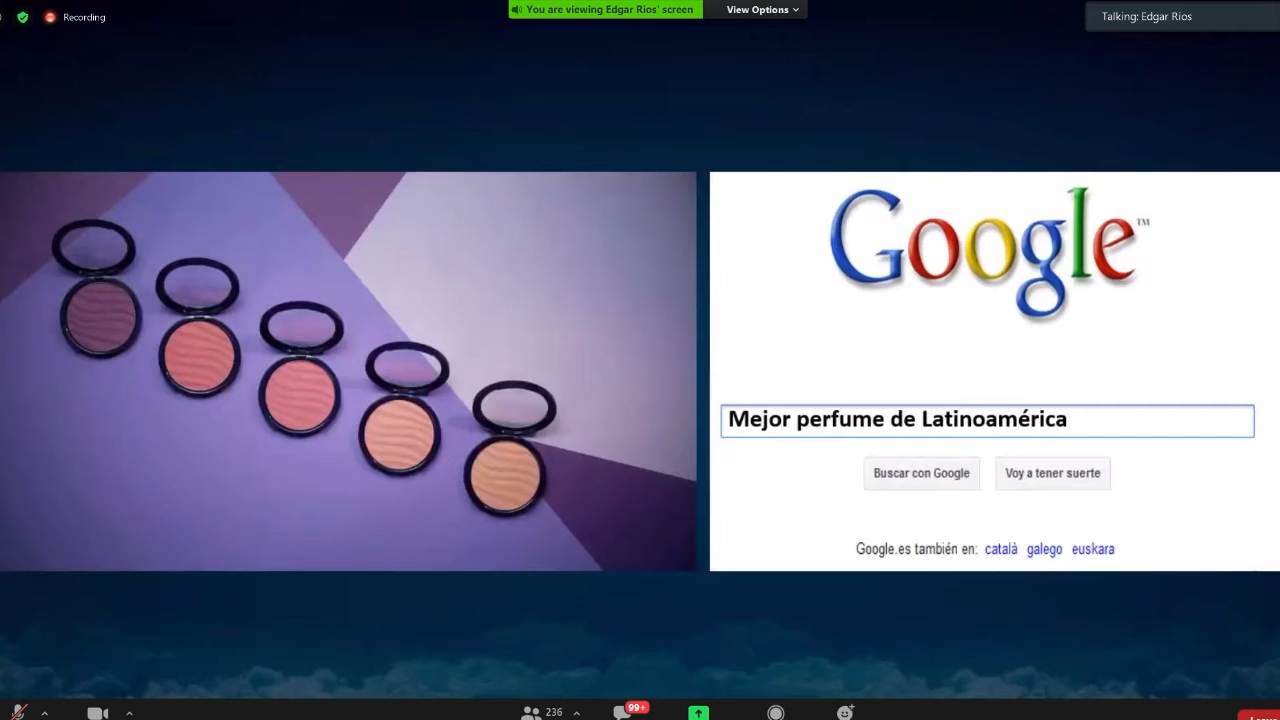 Recording
You are viewing Edgar Rios' screen
View Options
Talking: Edgar Rios
Google™
Mejor perfume de Latinoamérica
Buscar con Google
Voy a tener suerte
Google.es también en: català galego euskara
236
99+